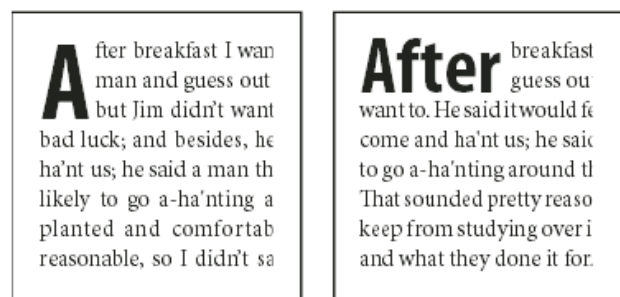 After breakfast I wan
man and guess out
but Jim didn't want
bad luck; and besides, he
ha'nt us; he said a man th
likely to go a-ha'nting a
planted and comfortab
reasonable, so I didn't sa
After breakfast
guess ou
want to. He said it would fe
come and ha'nt us; he said
to go a-ha'nting around th
That sounded pretty reaso
keep from studying over i
and what they done it for.